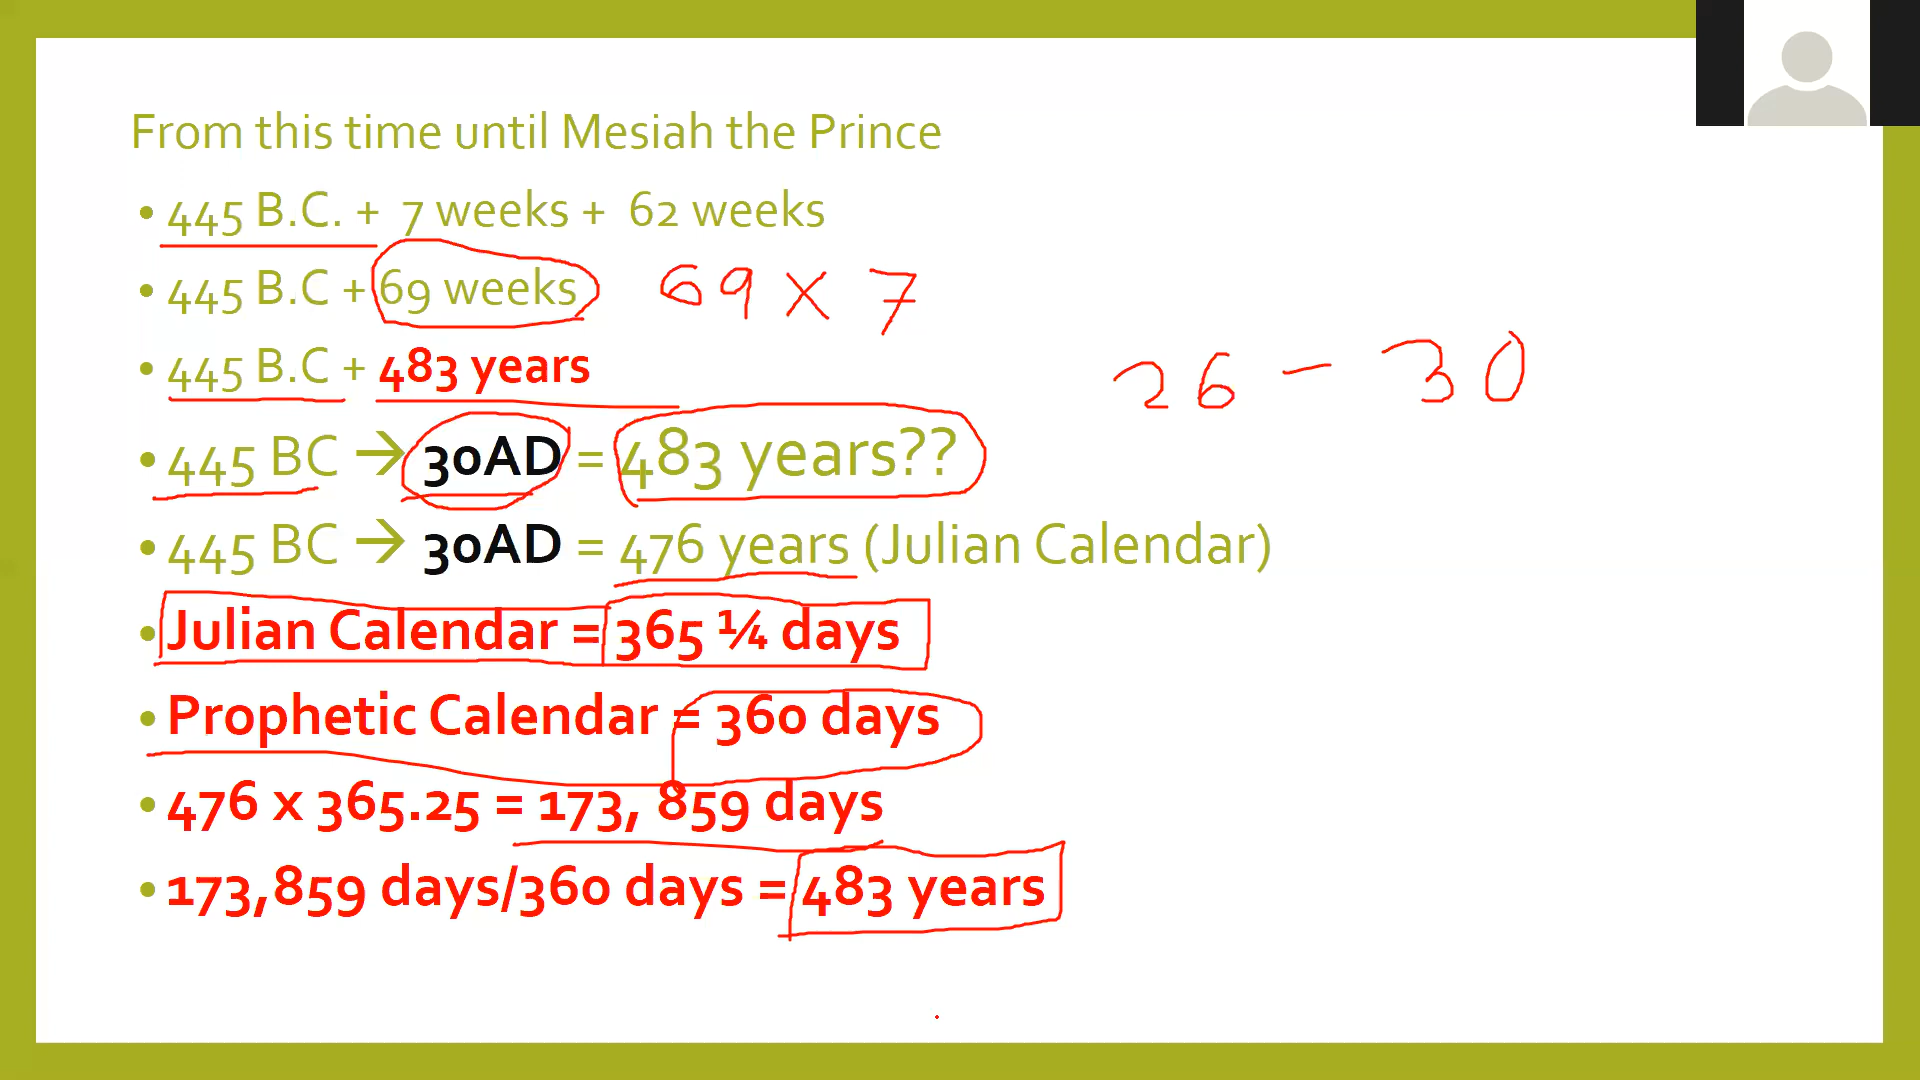 From this time until Mesiah the Prince
• 445 B.C. + 7 weeks + 62 weeks
• 445 B.C + 69 weeks 69 x 7
• 445 B.C + 483 years
26 - 30
• 445 BC → 30AD = 483 years??
• 445 BC → 30AD = 476 years (Julian Calendar)
• Julian Calendar = 365 ¼ days
• Prophetic Calendar = 360 days
• 476 x 365.25 = 173, 859 days
• 173,859 days/360 days = 483 years